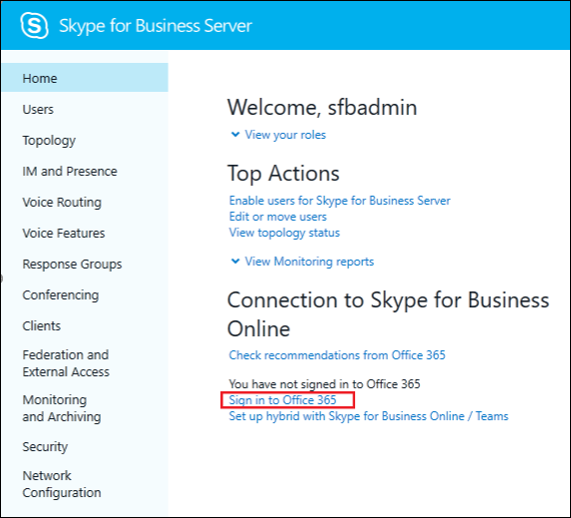 Skype for Business Server
Home
Users
Topology
IM and Presence
Voice Routing
Voice Features
Response Groups
Conferencing
Clients
Federation and
External Access
Monitoring
and Archiving
Security
Network
Configuration
Welcome, sfbadmin
View your roles
Top Actions
Enable users for Skype for Business Server
Edit or move users
View topology status
View Monitoring reports
Connection to Skype for Business
Online
Check recommendations from Office 365
You have not signed in to Office 365
Sign in to Office 365
Set up hybrid with Skype for Business Online / Teams